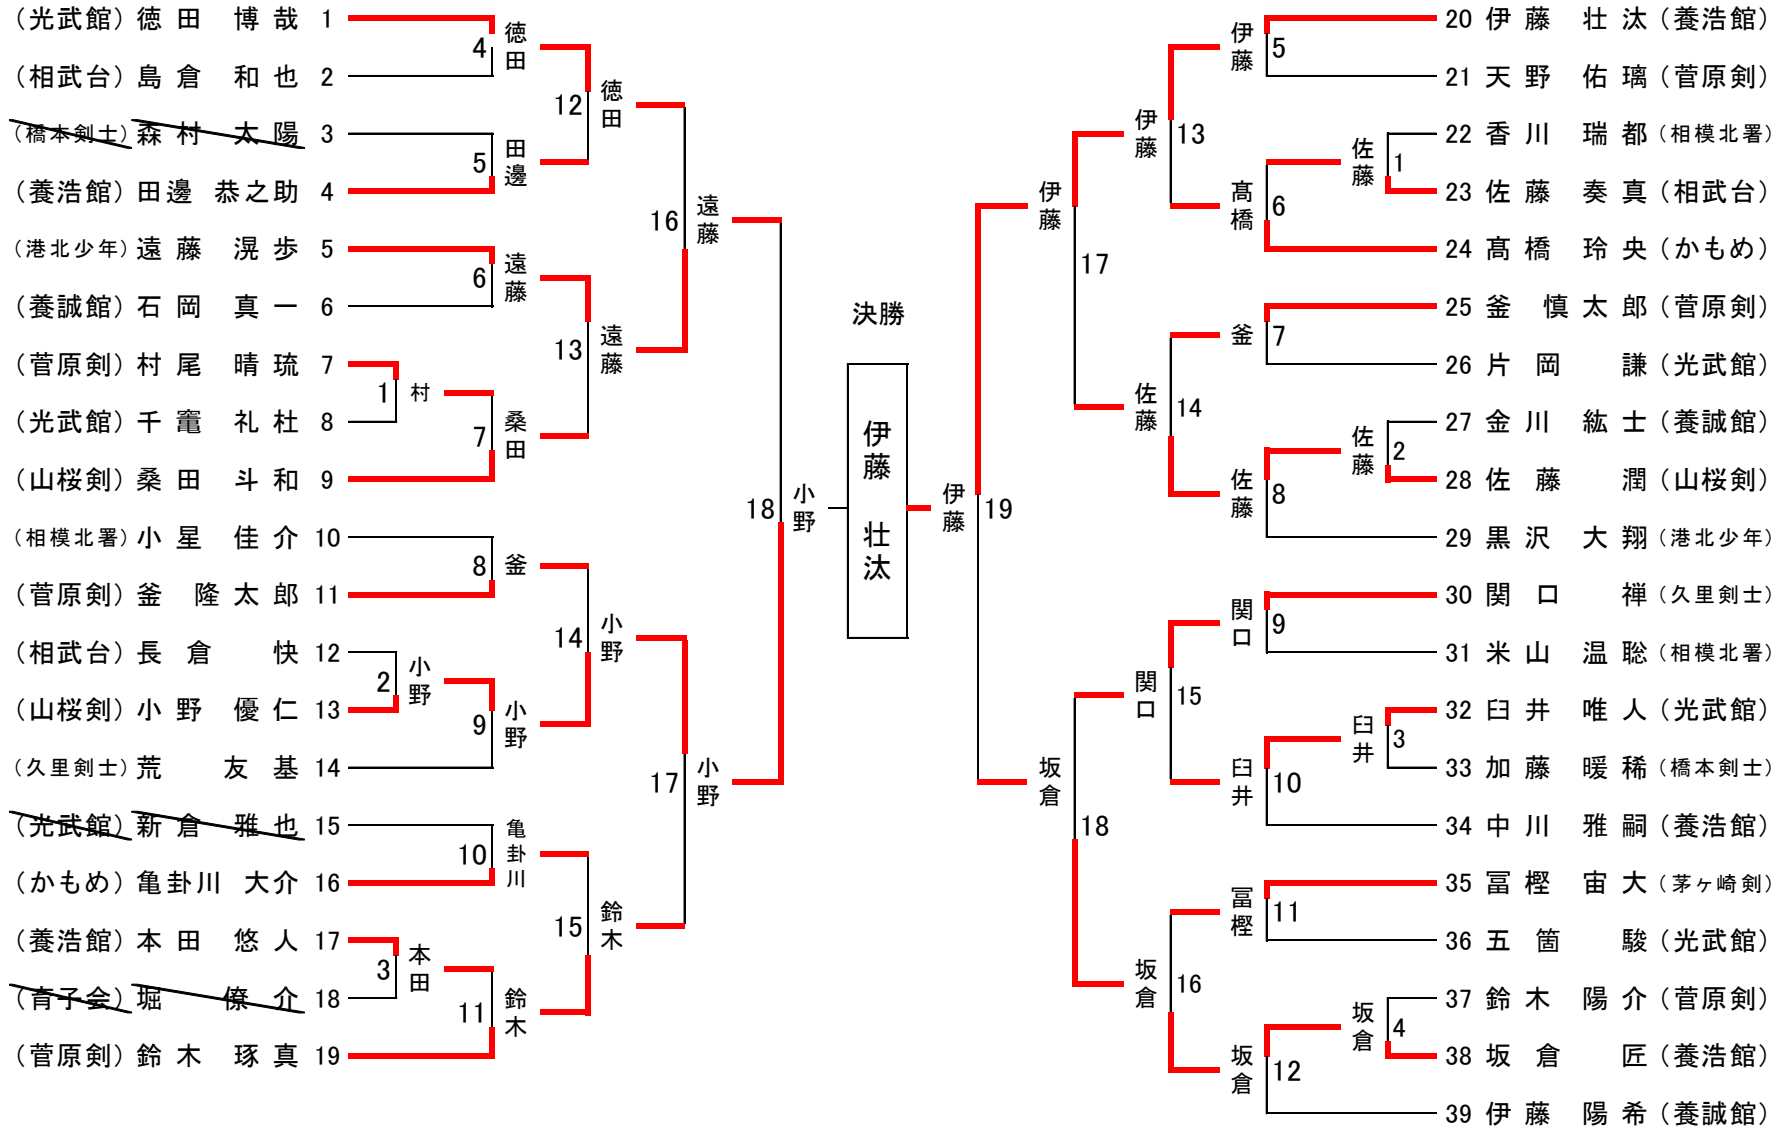 (光武館) 徳田 博哉 1
(相武台) 島倉 和也 2
(橋本剣士) 森村 太陽 3
(養浩館) 田邊 恭之助 4
(港北少年) 遠藤 滉歩 5
(養誠館) 石岡 真一 6
(菅原剣) 村尾 晴琉 7
(光武館) 千竃 礼杜 8
(山桜剣) 桑田 斗和 9
(相模北署) 小星 佳介 10
(菅原剣) 釜 隆太郎 11
(相武台) 長倉 快 12
(山桜剣) 小野 優仁 13
(久里剣士) 荒 友基 14
(光武館) 新倉 雅也 15
(かもめ) 亀卦川 大介 16
(養浩館) 本田 悠人 17
(育子会) 堀 僚介 18
(菅原剣) 鈴木 琢真 19
1 村
2 小野
3 本田
4 徳田
5 田邊
6 遠藤
7 桑田
8 釜
9 小野
10 亀卦川
11 鈴木
12 徳田
13 遠藤
14 小野
15 鈴木
16 遠藤
17 小野
18 小野
決勝
伊藤 壮汰
伊藤 19
伊藤 17
坂倉 18
伊藤 13
佐藤 14
関口 15
坂倉 16
伊藤 5
髙橋 6
釜 7
佐藤 8
関口 9
臼井 10
冨樫 11
坂倉 12
佐藤 1
佐藤 2
臼井 3
坂倉 4
20 伊藤 壮汰 (養浩館)
21 天野 佑璃 (菅原剣)
22 香川 瑞都 (相模北署)
23 佐藤 奏真 (相武台)
24 髙橋 玲央 (かもめ)
25 釜 慎太郎 (菅原剣)
26 片岡 謙 (光武館)
27 金川 紘士 (養誠館)
28 佐藤 潤 (山桜剣)
29 黒沢 大翔 (港北少年)
30 関口 禅 (久里剣士)
31 米山 温聡 (相模北署)
32 臼井 唯人 (光武館)
33 加藤 暖稀 (橋本剣士)
34 中川 雅嗣 (養浩館)
35 冨樫 宙大 (茅ヶ崎剣)
36 五箇 駿 (光武館)
37 鈴木 陽介 (菅原剣)
38 坂倉 匠 (養浩館)
39 伊藤 陽希 (養誠館)